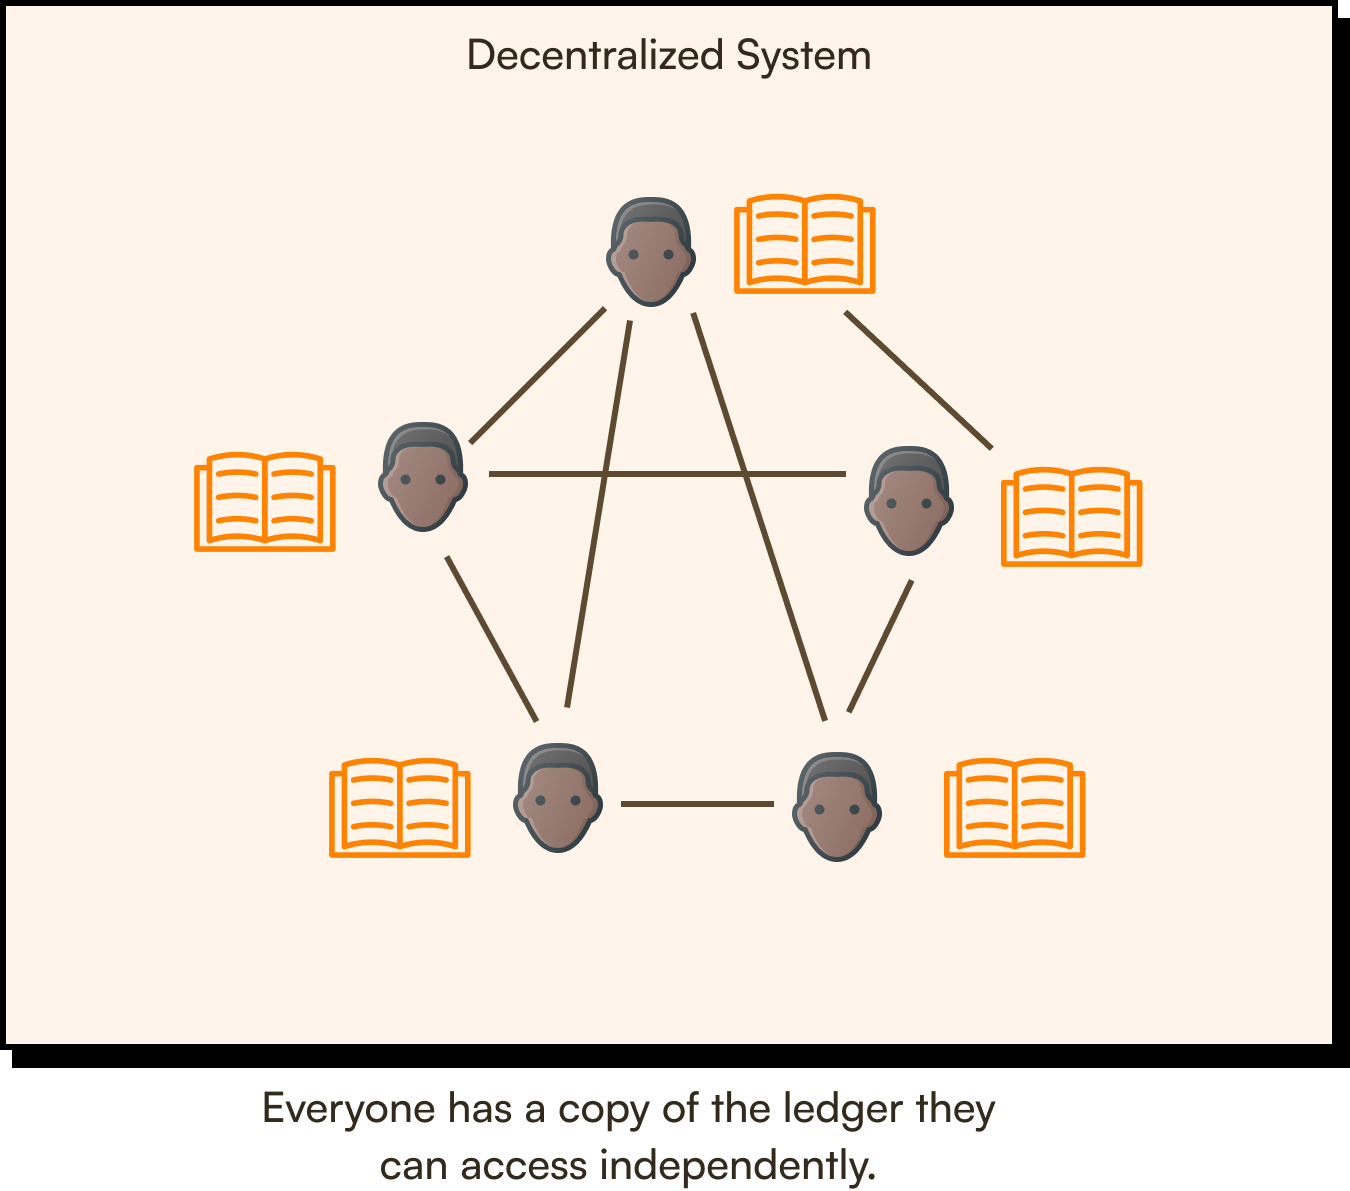 Decentralized System
Everyone has a copy of the ledger they
can access independently.